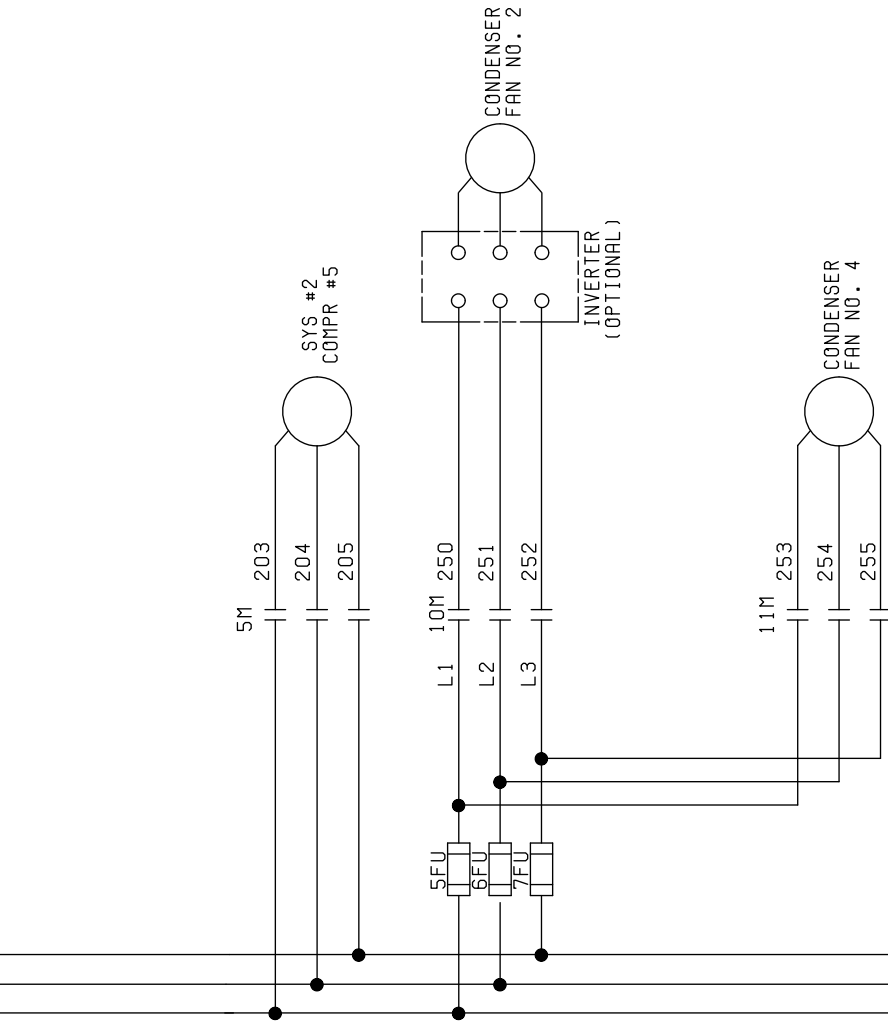 CONDENSER
FAN NO. 2
INVERTER
(OPTIONAL)
SYS #2
COMPR #5
CONDENSER
FAN NO. 4
203
204
205
250
251
252
253
254
255
5M
10M
11M
L1
L2
L3
5FU
6FU
7FU